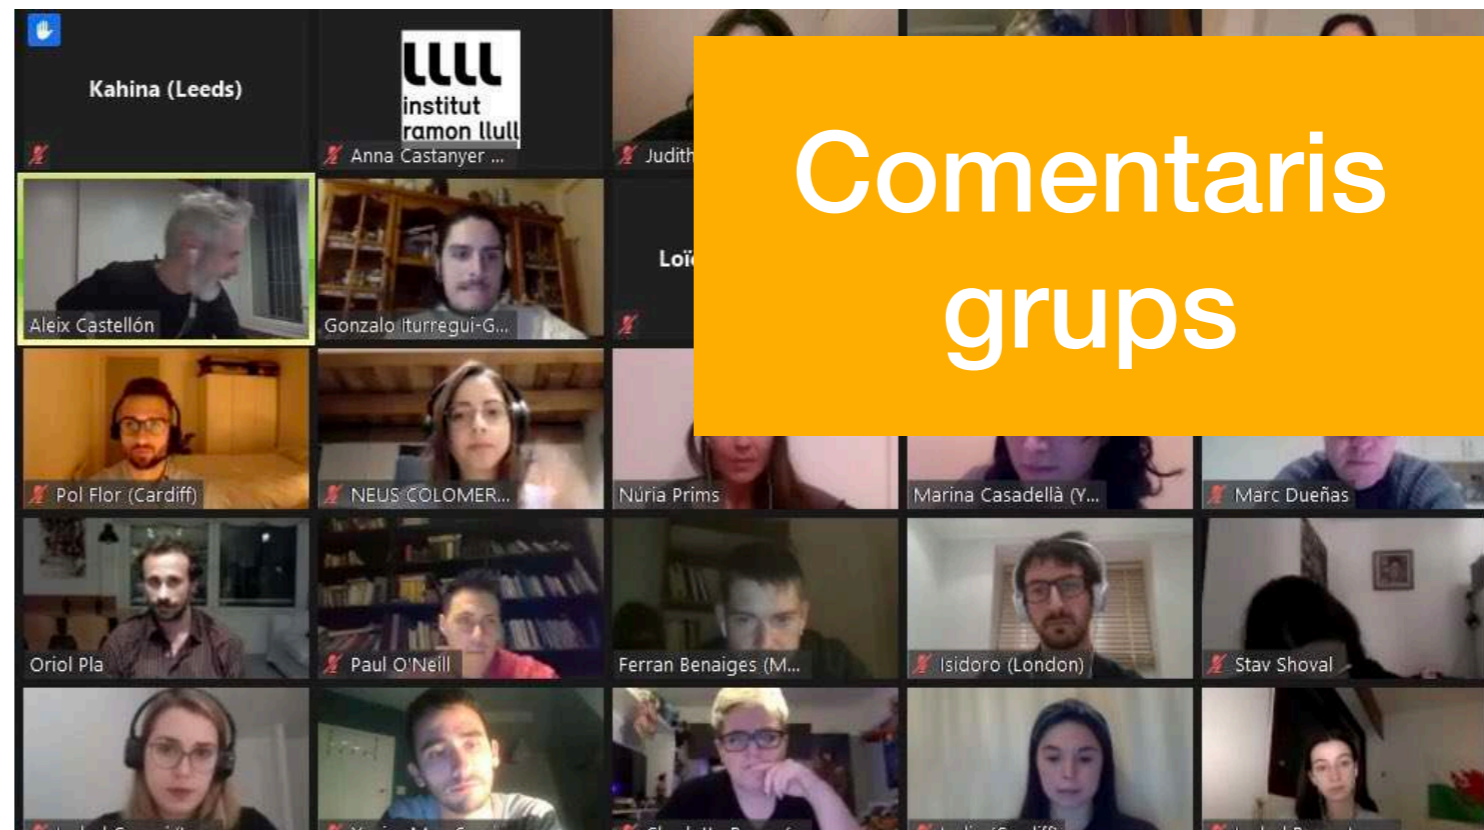 Kahina (Leeds)
LLLL
institut
ramon llull
Anna Castanyer ...
Judith
Comentaris
grups
Aleix Castellón
Gonzalo Iturregui-G...
Loï
Pol Flor (Cardiff)
NEUS COLOMER...
Núria Prims
Marina Casadellà (Y...
Marc Dueñas
Oriol Pla
Paul O'Neill
Ferran Benaiges (M...
Isidoro (London)
Stav Shoval